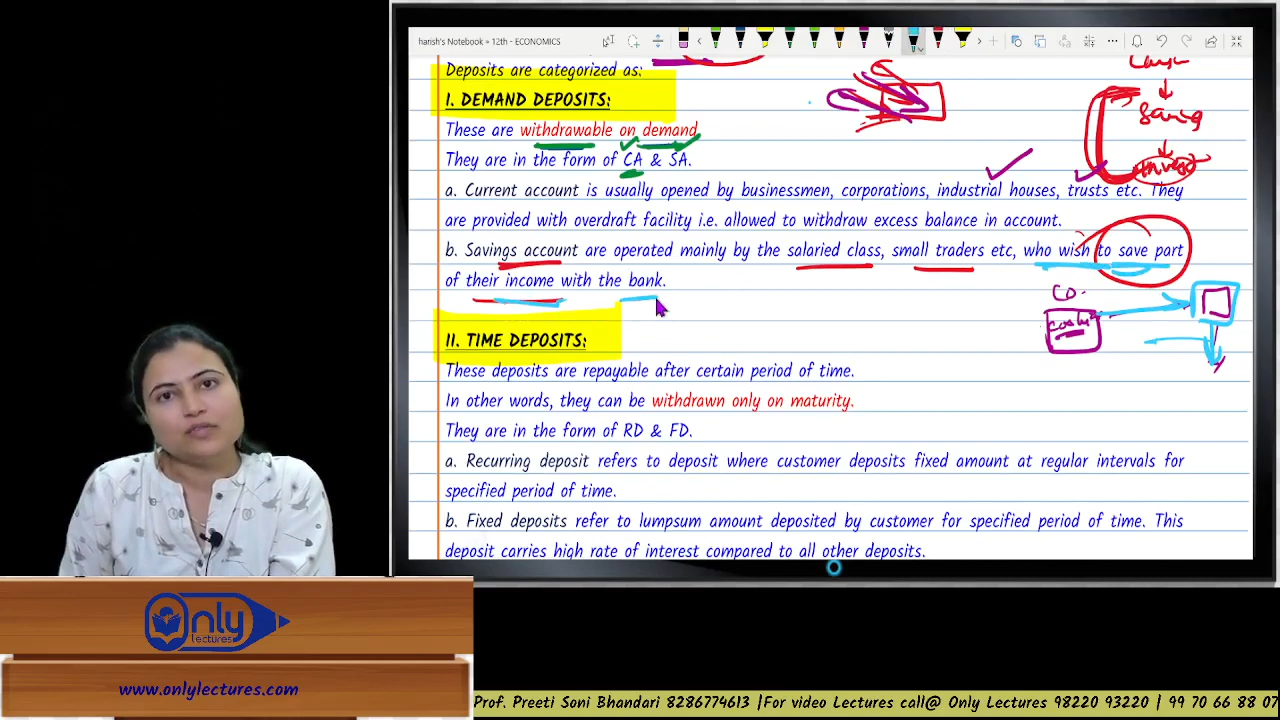 harish's Notebook » 12th - ECONOMICS
Deposits are categorized as:
I. DEMAND DEPOSITS:
These are withdrawable on demand
They are in the form of CA & SA.
a. Current account is usually opened by businessmen, corporations, industrial houses, trusts etc. They
are provided with overdraft facility i.e. allowed to withdraw excess balance in account.
b. Savings account are operated mainly by the salaried class, small traders etc, who wish to save part
of their income with the bank.
II. TIME DEPOSITS:
These deposits are repayable after certain period of time.
In other words, they can be withdrawn only on maturity.
They are in the form of RD & FD.
a. Recurring deposit refers to deposit where customer deposits fixed amount at regular intervals for
specified period of time.
b. Fixed deposits refer to lumpsum amount deposited by customer for specified period of time. This
deposit carries high rate of interest compared to all other deposits.
Saving
Invest
Co.
Only
lectures
www.onlylectures.com
Prof. Preeti Soni Bhandari 8286774613 |For video Lectures call@ Only Lectures 98220 93220 | 99 70 66 88 07